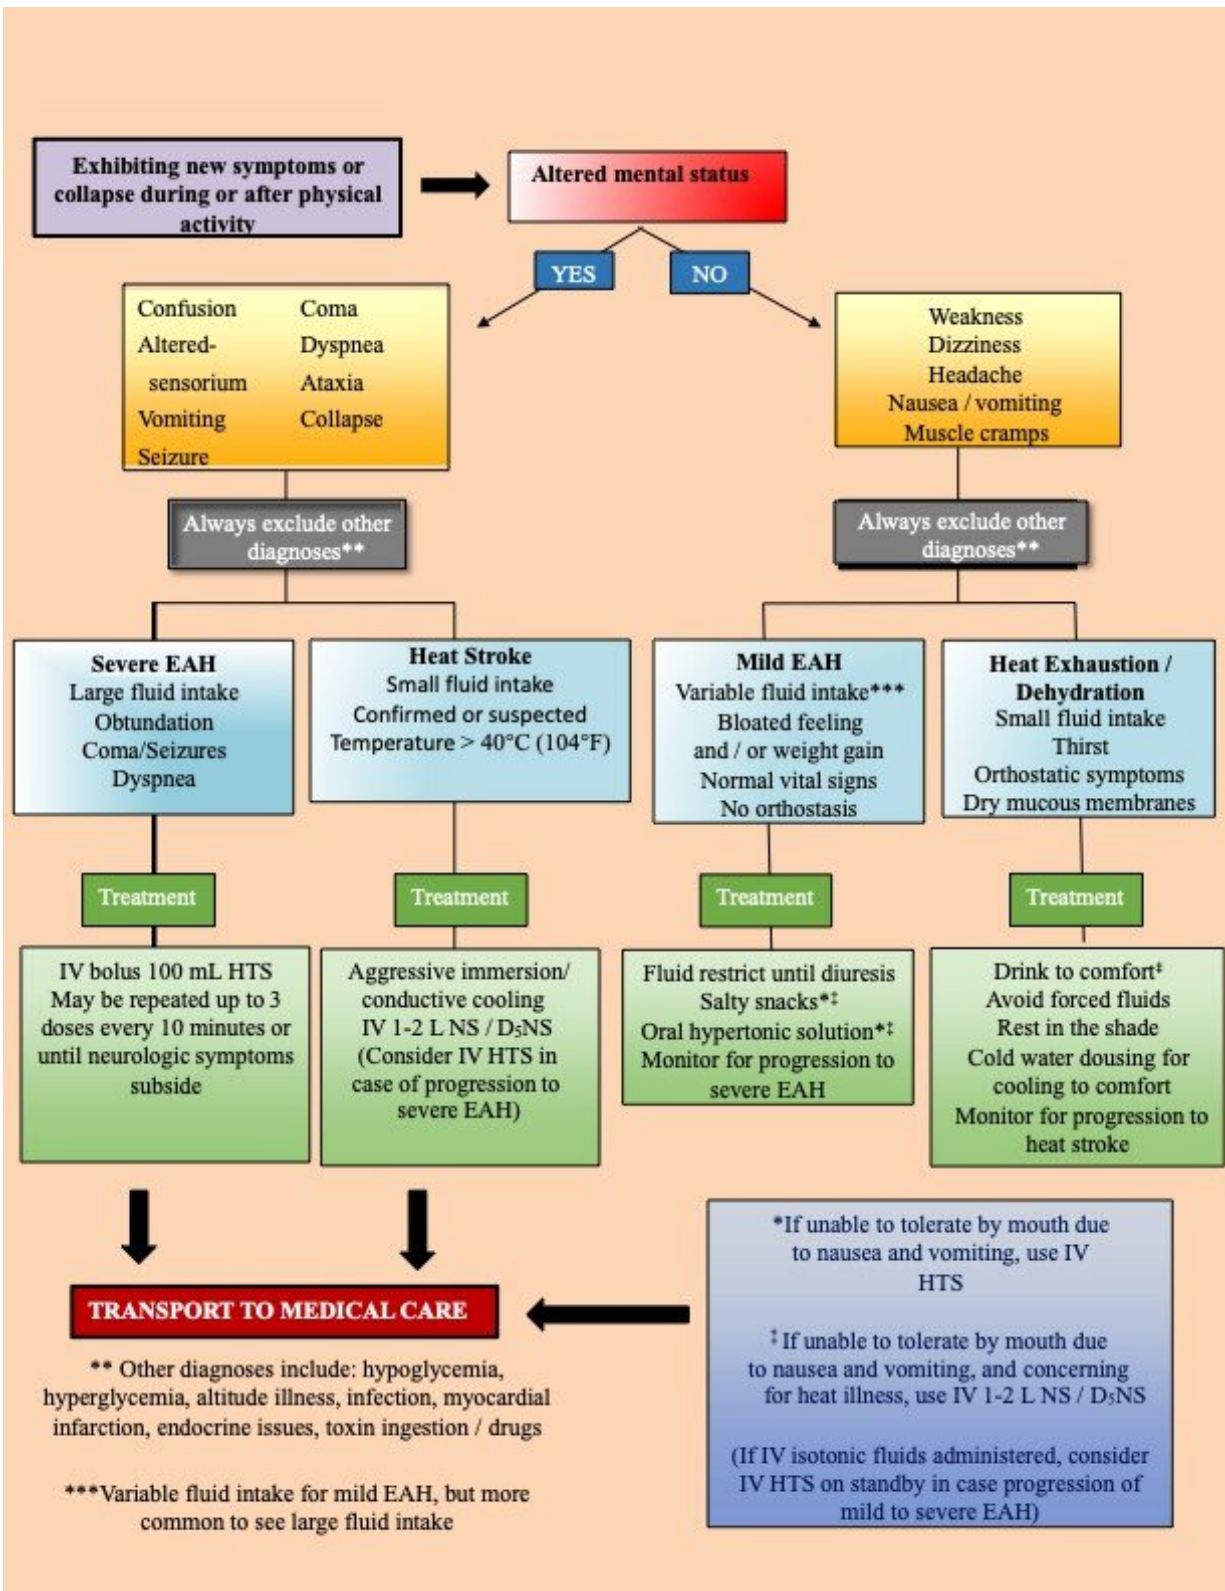 Exhibiting new symptoms or
collapse during or after physical
activity
Altered mental status
YES
NO
Confusion
Altered-
sensorium
Vomiting
Seizure
Coma
Dyspnea
Ataxia
Collapse
Weakness
Dizziness
Headache
Nausea / vomiting
Muscle cramps
Always exclude other
diagnoses**
Always exclude other
diagnoses**
Severe EAH
Large fluid intake
Obtundation
Coma/Seizures
Dyspnea
Heat Stroke
Small fluid intake
Confirmed or suspected
Temperature > 40°C (104°F)
Mild EAH
Variable fluid intake***
Bloated feeling
and / or weight gain
Normal vital signs
No orthostasis
Heat Exhaustion /
Dehydration
Small fluid intake
Thirst
Orthostatic symptoms
Dry mucous membranes
Treatment
Treatment
Treatment
Treatment
IV bolus 100 mL HTS
May be repeated up to 3
doses every 10 minutes or
until neurologic symptoms
subside
Aggressive immersion/
conductive cooling
IV 1-2 L NS / D₅NS
(Consider IV HTS in
case of progression to
severe EAH)
Fluid restrict until diuresis
Salty snacks*‡
Oral hypertonic solution*‡
Monitor for progression to
severe EAH
Drink to comfort‡
Avoid forced fluids
Rest in the shade
Cold water dousing for
cooling to comfort
Monitor for progression to
heat stroke
TRANSPORT TO MEDICAL CARE
** Other diagnoses include: hypoglycemia,
hyperglycemia, altitude illness, infection, myocardial
infarction, endocrine issues, toxin ingestion / drugs
***Variable fluid intake for mild EAH, but more
common to see large fluid intake
*If unable to tolerate by mouth due
to nausea and vomiting, use IV
HTS
‡ If unable to tolerate by mouth due
to nausea and vomiting, and concerning
for heat illness, use IV 1-2 L NS / D₅NS
(If IV isotonic fluids administered, consider
IV HTS on standby in case progression of
mild to severe EAH)